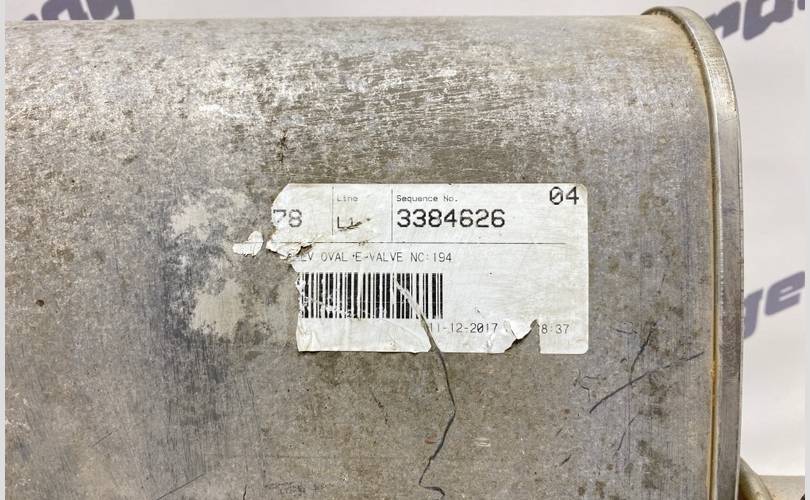 Line Sequence No. 04
78 L1 3384626
OVAL E-VALVE NC:194
11-12-2017 8:37